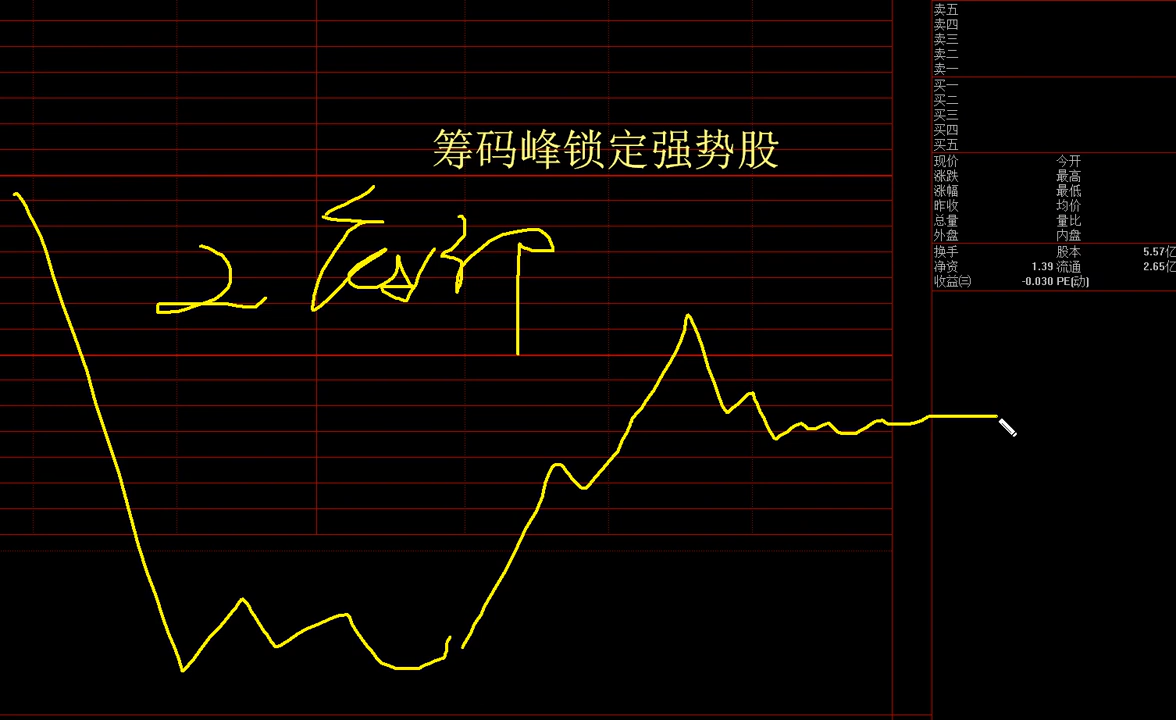 筹码峰锁定强势股
2
卖五
卖四
卖三
卖二
卖一
买一
买二
买三
买四
买五
现价 今开
涨跌 最高
涨幅 最低
昨收 均价
总量 量比
外盘 内盘
换手 股本 5.57亿
净资 1.39 流通 2.65亿
收益㈢ -0.030 PE(动)